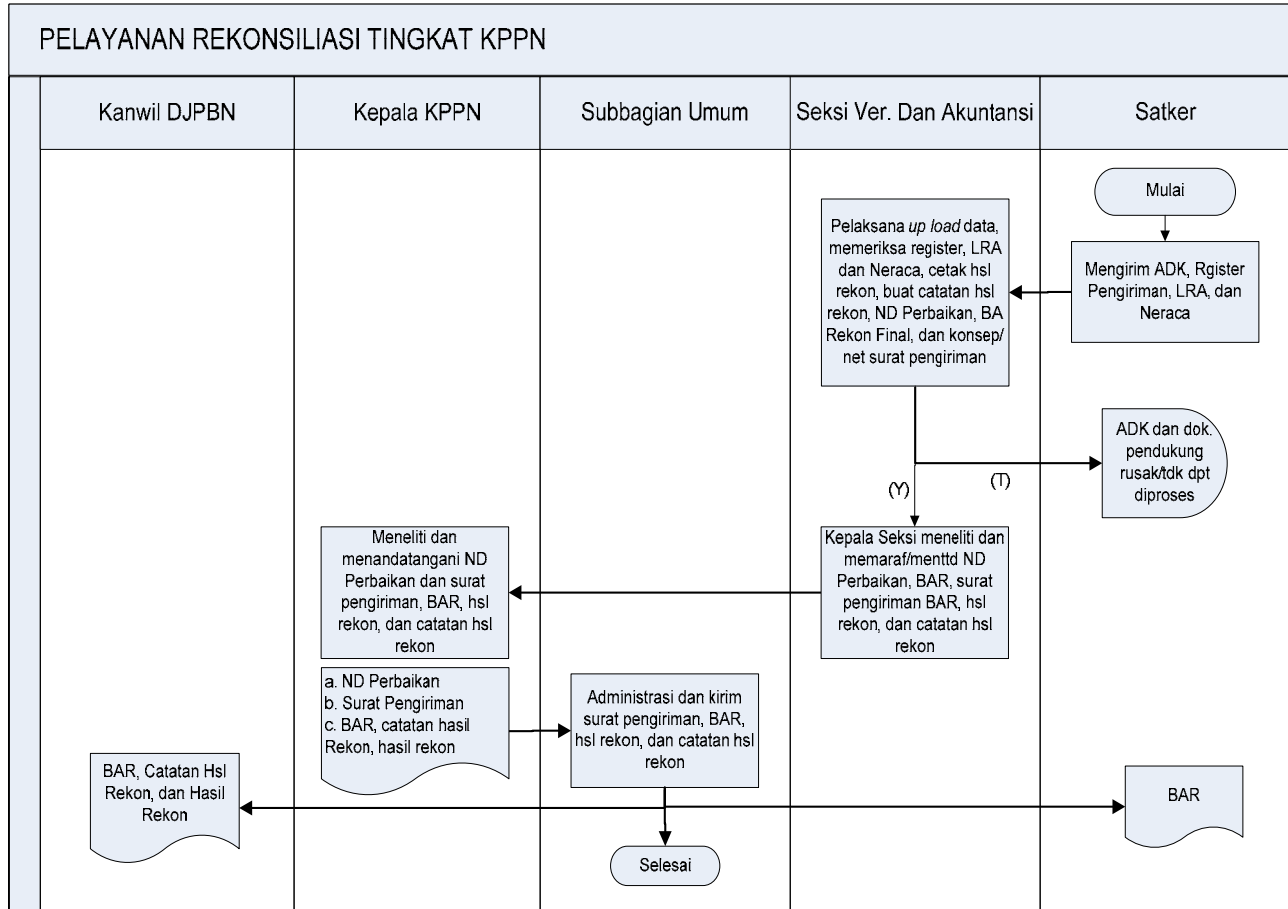 PELAYANAN REKONSILIASI TINGKAT KPPN
Kanwil DJPBN
Kepala KPPN
Subbagian Umum
Seksi Ver. Dan Akuntansi
Satker
Mulai
Mengirim ADK, Rgister
Pengiriman, LRA, dan
Neraca
Pelaksana up load data,
memeriksa register, LRA
dan Neraca, cetak hsl
rekon, buat catatan hsl
rekon, ND Perbaikan, BA
Rekon Final, dan konsep/
net surat pengiriman
ADK dan dok.
pendukung
rusak/tdk dpt
diproses
(T)
(Y)
Kepala Seksi meneliti dan
memaraf/menttd ND
Perbaikan, BAR, surat
pengiriman BAR, hsl
rekon, dan catatan hsl
rekon
Meneliti dan
menandatangani ND
Perbaikan dan surat
pengiriman, BAR, hsl
rekon, dan catatan hsl
rekon
a. ND Perbaikan
b. Surat Pengiriman
c. BAR, catatan hasil
Rekon, hasil rekon
Administrasi dan kirim
surat pengiriman, BAR,
hsl rekon, dan catatan hsl
rekon
BAR, Catatan Hsl
Rekon, dan Hasil
Rekon
BAR
Selesai